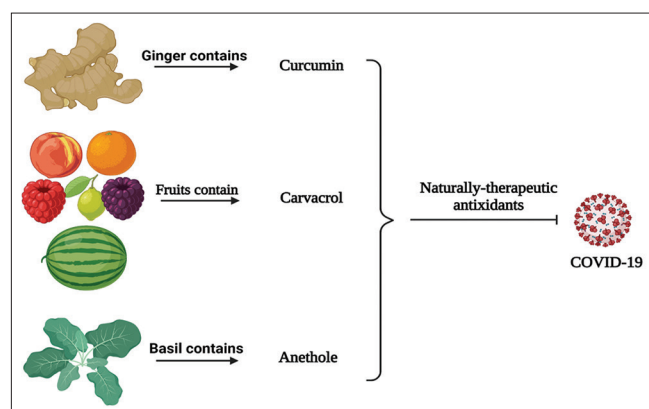 Ginger contains
Curcumin
Fruits contain
Carvacrol
Naturally-therapeutic
antixidants
COVID-19
Basil contains
Anethole